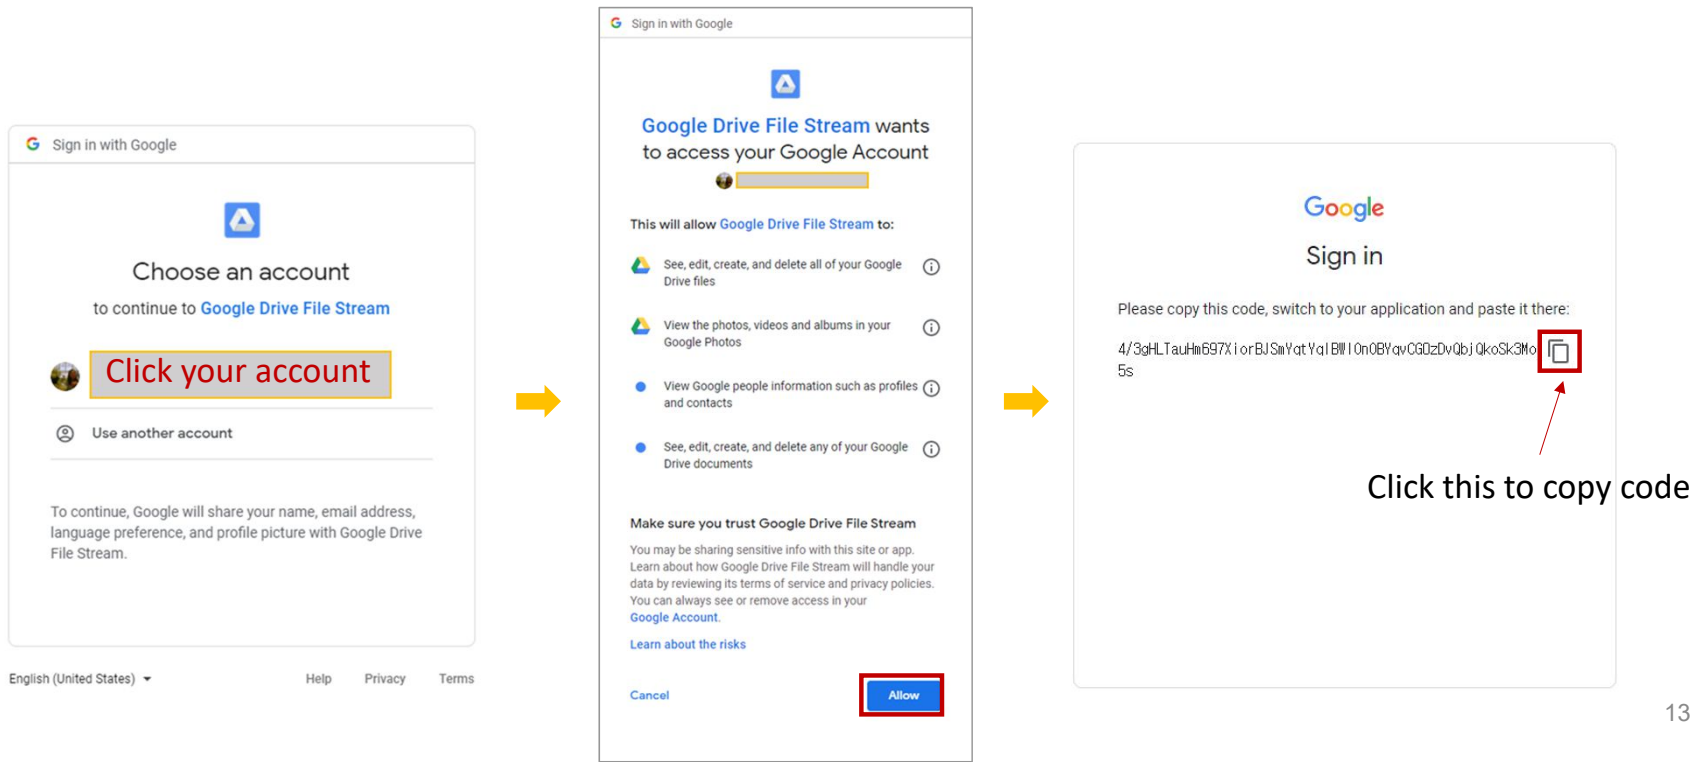 Sign in with Google
Choose an account
to continue to Google Drive File Stream
Click your account
Use another account
To continue, Google will share your name, email address,
language preference, and profile picture with Google Drive
File Stream.
English (United States)
Help Privacy Terms
Sign in with Google
Google Drive File Stream wants
to access your Google Account
This will allow Google Drive File Stream to:
See, edit, create, and delete all of your Google
Drive files
View the photos, videos and albums in your
Google Photos
View Google people information such as profiles
and contacts
See, edit, create, and delete any of your Google
Drive documents
Make sure you trust Google Drive File Stream
You may be sharing sensitive info with this site or app.
Learn about how Google Drive File Stream will handle your
data by reviewing its terms of service and privacy policies.
You can always see or remove access in your
Google Account.
Learn about the risks
Cancel Allow
Google
Sign in
Please copy this code, switch to your application and paste it there:
5s
Click this to copy code
13